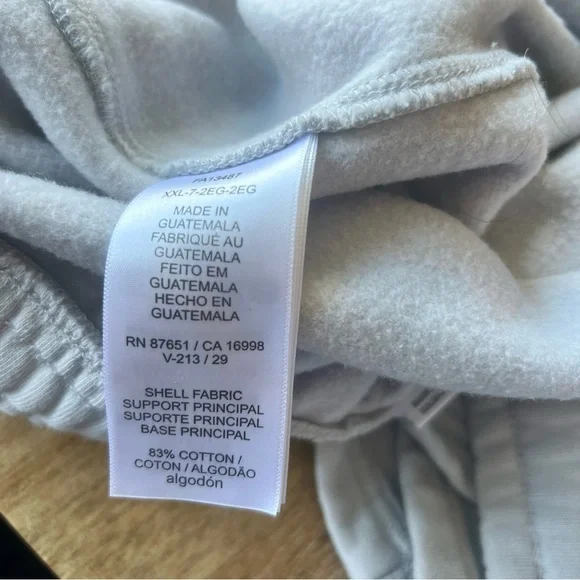 XXL-7-2EG-2EG
MADE IN
GUATEMALA
FABRIQUÉ AU
GUATEMALA
FEITO EM
GUATEMALA
HECHO EN
GUATEMALA
RN 87651 / CA 16998
V-213 / 29
SHELL FABRIC
SUPPORT PRINCIPAL
SUPORTE PRINCIPAL
BASE PRINCIPAL
83% COTTON /
COTON / ALGODÃO
algodón